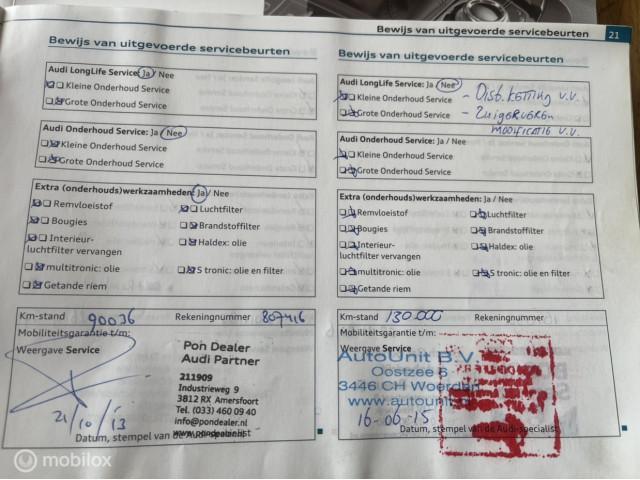 Bewijs van uitgevoerde servicebeurten 21
Bewijs van uitgevoerde servicebeurten
Audi LongLife Service: Ja / Nee
Kleine Onderhoud Service
Grote Onderhoud Service
Audi Onderhoud Service: Ja / Nee
Kleine Onderhoud Service
Grote Onderhoud Service
Extra (onderhouds)werkzaamheden: Ja / Nee
Remvloeistof Luchtfilter
Bougies Brandstoffilter
Interieur- Haldex: olie
luchtfilter vervangen
multitronic: olie S tronic: olie en filter
Getande riem
Km-stand 90036 Rekeningnummer 807416
Mobiliteitsgarantie t/m:
Weergave Service
Pon Dealer
Audi Partner
211909
Industrieweg 9
3812 RX Amersfoort
Tel. (033) 460 09 40
info@pondealer.nl
21/10/'13
Datum, stempel van de Audi-specialist
Bewijs van uitgevoerde servicebeurten
Audi LongLife Service: Ja / Nee
Kleine Onderhoud Service - Dist. ketting v.v.
Grote Onderhoud Service - Zuigerveren
modificatie v.v.
Audi Onderhoud Service: Ja / Nee
Kleine Onderhoud Service
Grote Onderhoud Service
Extra (onderhouds)werkzaamheden: Ja / Nee
Remvloeistof Luchtfilter
Bougies Brandstoffilter
Interieur- Haldex: olie
luchtfilter vervangen
multitronic: olie S tronic: olie en filter
Getande riem
Km-stand 130.000 Rekeningnummer
Mobiliteitsgarantie t/m:
Weergave Service
AutoUnit B.V.
Oostzee 6
3446 CH Woerden
www.autounit.nl
16-06-15
Datum, stempel van de Audi-specialist
mobilox